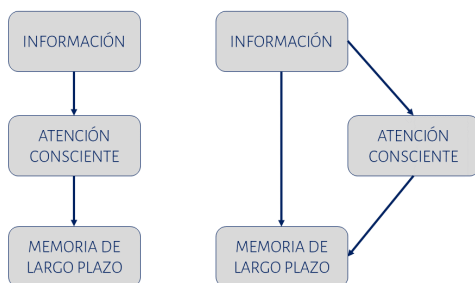 INFORMACIÓN
ATENCIÓN
CONSCIENTE
MEMORIA DE
LARGO PLAZO
INFORMACIÓN
ATENCIÓN
CONSCIENTE
MEMORIA DE
LARGO PLAZO